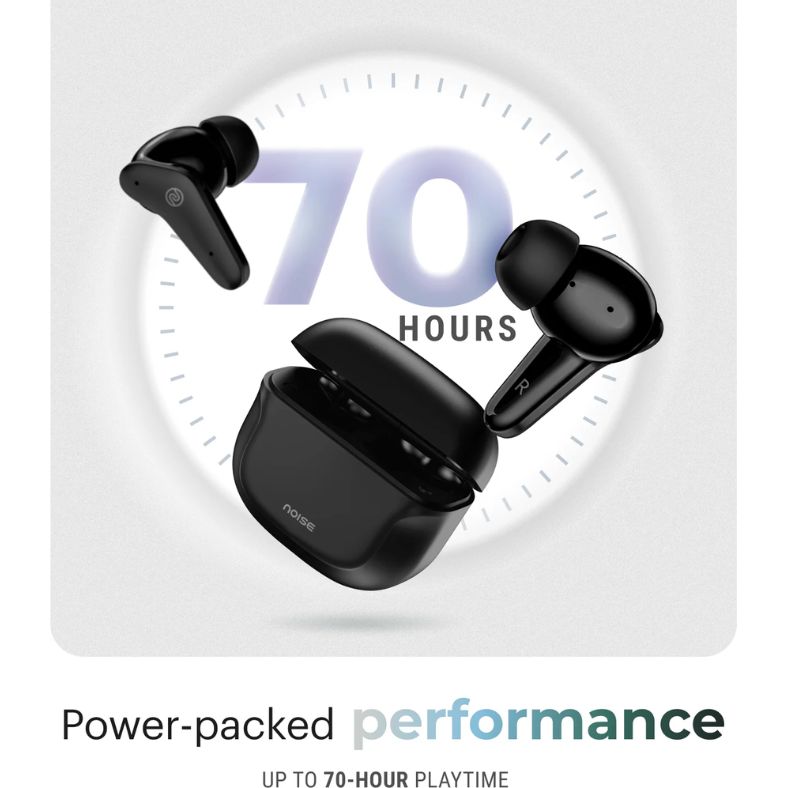 70
HOURS
R
NOISE
Power-packed performance
UP TO 70-HOUR PLAYTIME